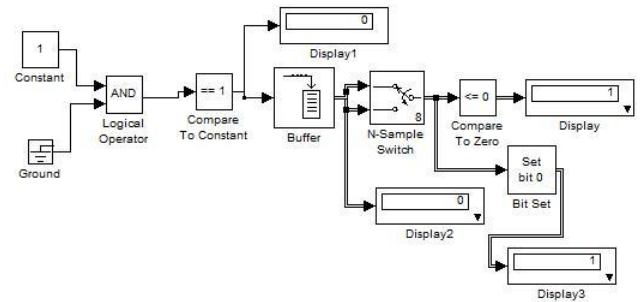 0
Display1
1
Constant
AND
Logical
Operator
== 1
Compare
To Constant
Buffer
8
N-Sample
Switch
<= 0
Compare
To Zero
1
Display
Ground
Set
bit 0
Bit Set
0
Display2
1
Display3